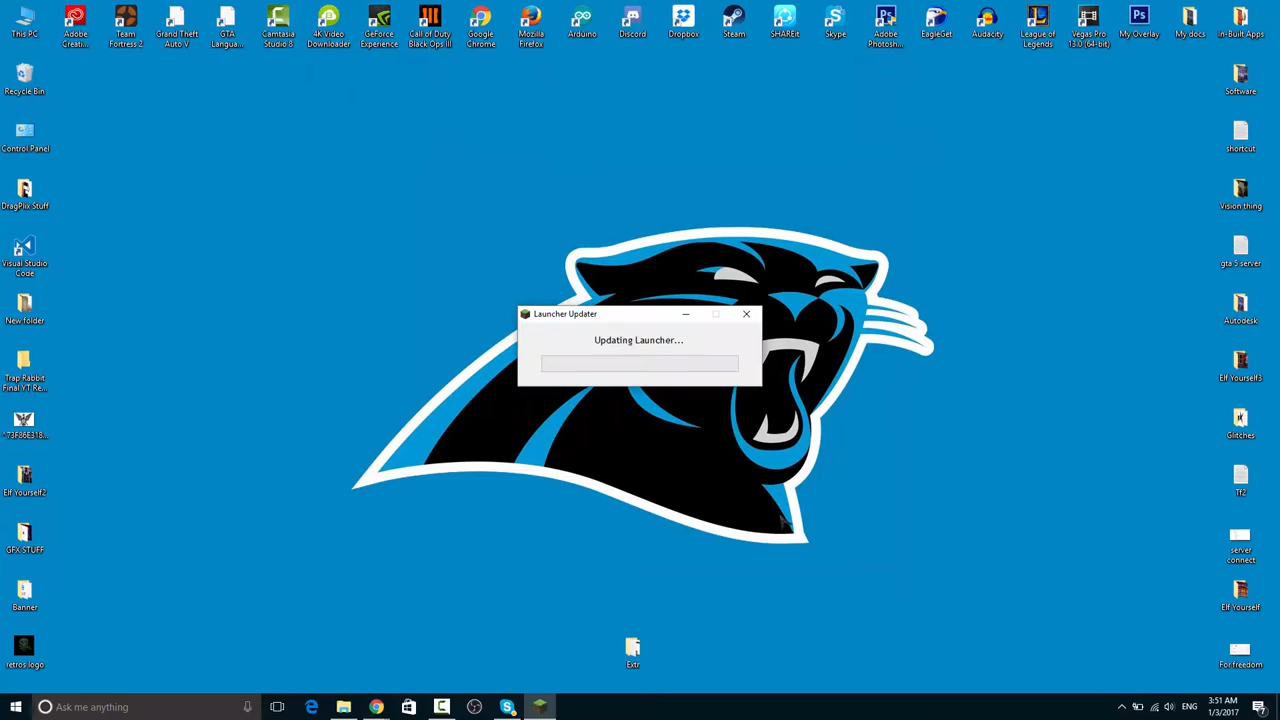 This PC
Adobe
Creati...
Team
Fortress 2
Grand Theft
Auto V
GTA
Langua...
Camtasia
Studio 8
4K Video
Downloader
GeForce
Experience
Call of Duty
Black Ops III
Google
Chrome
Mozilla
Firefox
Arduino
Discord
Dropbox
Steam
SHAREit
Skype
Adobe
Photosh...
EagleGet
Audacity
League of
Legends
Vegas Pro
13.0 (64-bit)
My Overlay
My docs
In-Built Apps
Recycle Bin
Software
Control Panel
shortcut
DragPlix Stuff
Vision thing
Visual Studio
Code
gta 5 server
New folder
Autodesk
Launcher Updater
Updating Launcher...
Trap Rabbit
Final YT Re...
Elf Yourself3
^73F86E318...
Glitches
Elf Yourself2
Tf2
GFX STUFF
server
connect
Banner
Elf Yourself
retros logo
Extr
For freedom
Ask me anything
ENG
3:51 AM
1/3/2017
7